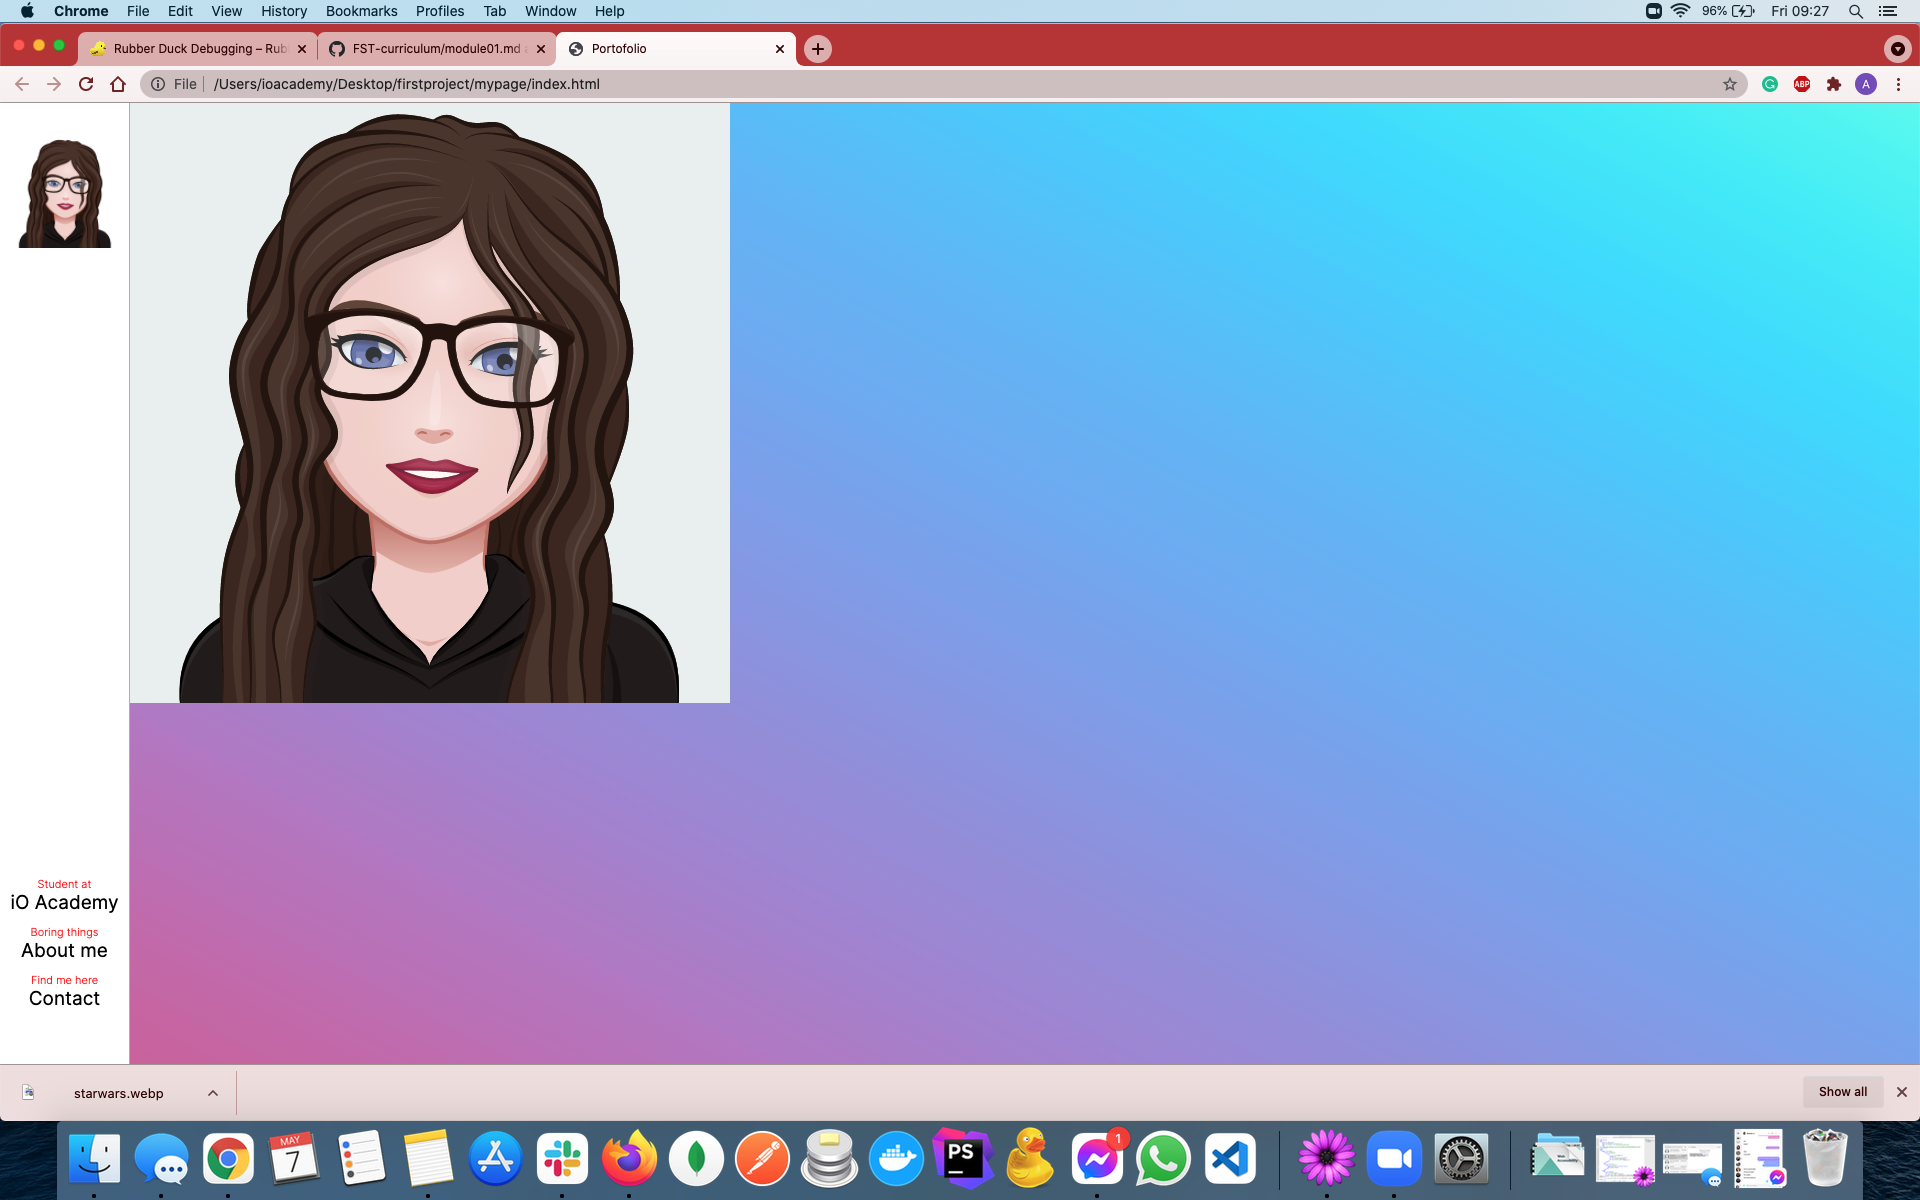 Chrome File Edit View History Bookmarks Profiles Tab Window Help 96% Fri 09:27
Rubber Duck Debugging – Rub FST-curriculum/module01.md Portofolio
File /Users/ioacademy/Desktop/firstproject/mypage/index.html ABP A
Student at
iO Academy
Boring things
About me
Find me here
Contact
starwars.webp Show all
MAY
7
PS
1